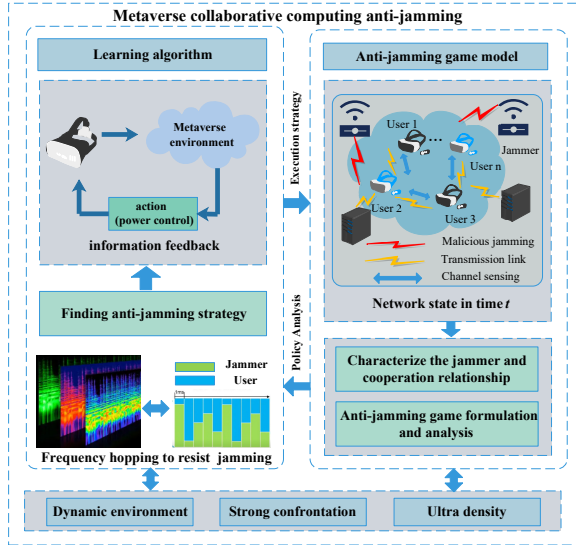 Metaverse collaborative computing anti-jamming
Learning algorithm
Metaverse
environment
action
(power control)
information feedback
Finding anti-jamming strategy
Jammer
User
Frequency hopping to resist jamming
Execution strategy
Policy Analysis
Anti-jamming game model
User 1
...
User n
Jammer
User 2
User 3
Malicious jamming
Transmission link
Channel sensing
Network state in time t
Characterize the jammer and
cooperation relationship
Anti-jamming game formulation
and analysis
Dynamic environment
Strong confrontation
Ultra density